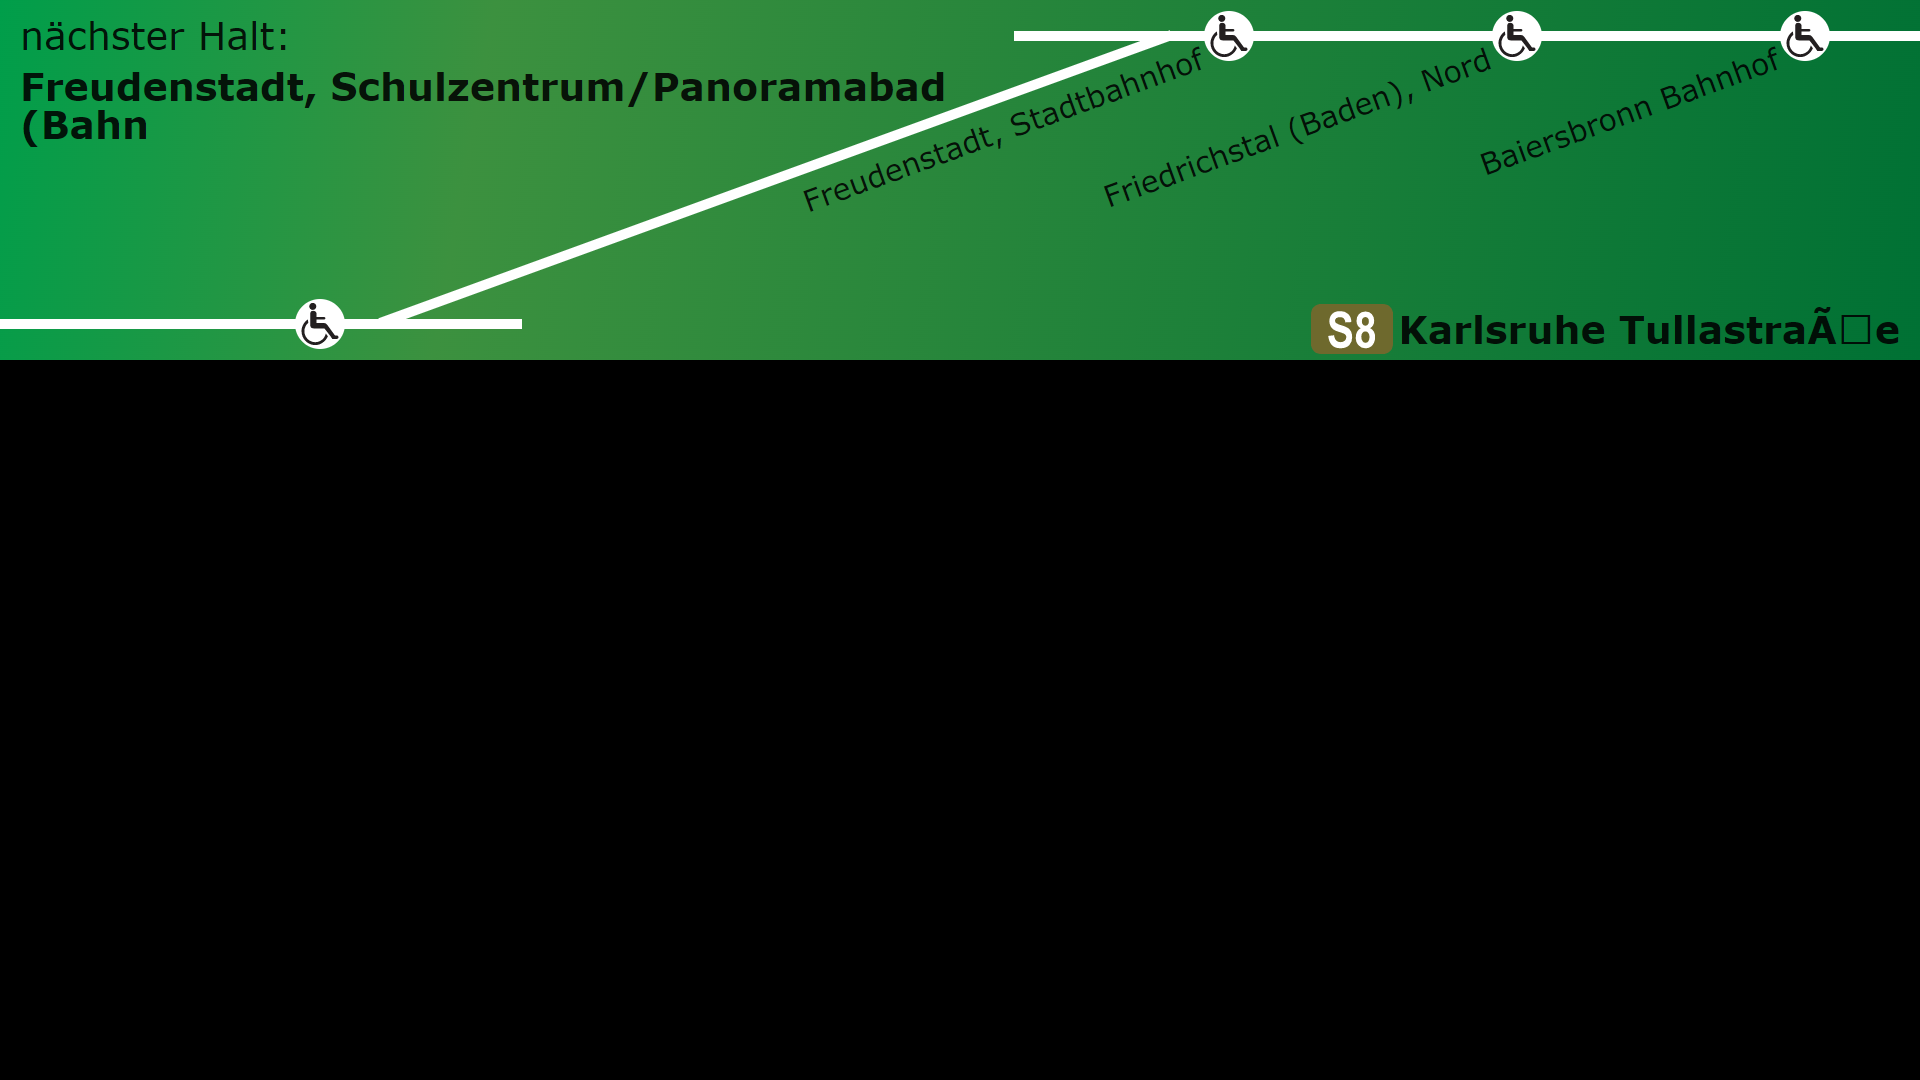 nächster Halt:
Freudenstadt, Schulzentrum/Panoramabad
(Bahn
Freudenstadt, Stadtbahnhof
Friedrichstal (Baden), Nord
Baiersbronn Bahnhof
S8 Karlsruhe TullastraÃ□e